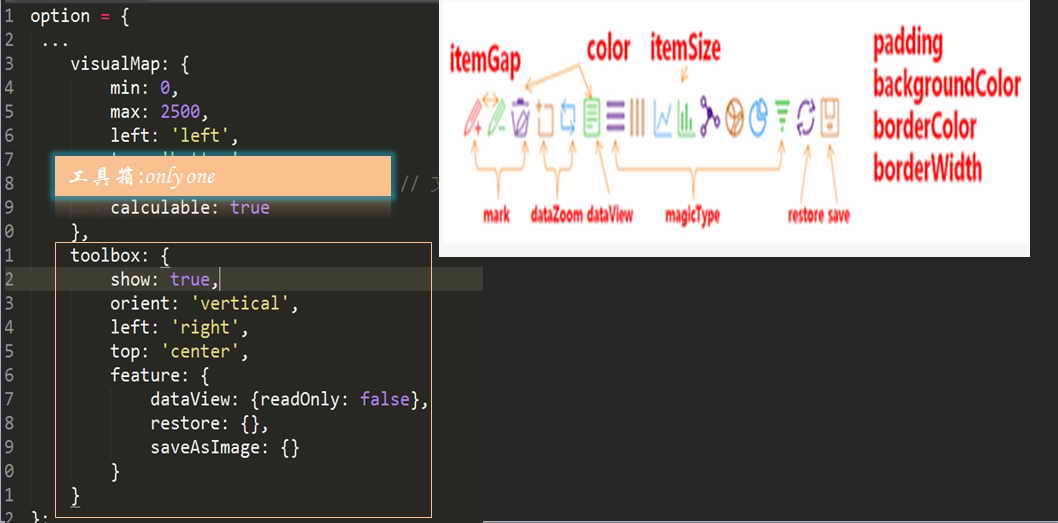 1 option = {
2 ...
3 visualMap: {
4 min: 0,
5 max: 2500,
6 left: 'left',
7
8 //
9 calculable: true
0 },
1 toolbox: {
2 show: true,
3 orient: 'vertical',
4 left: 'right',
5 top: 'center',
6 feature: {
7 dataView: {readOnly: false},
8 restore: {},
9 saveAsImage: {}
0 }
1 }
2 };
工具箱:only one
itemGap color itemSize
mark dataZoom dataView magicType restore save
padding
backgroundColor
borderColor
borderWidth